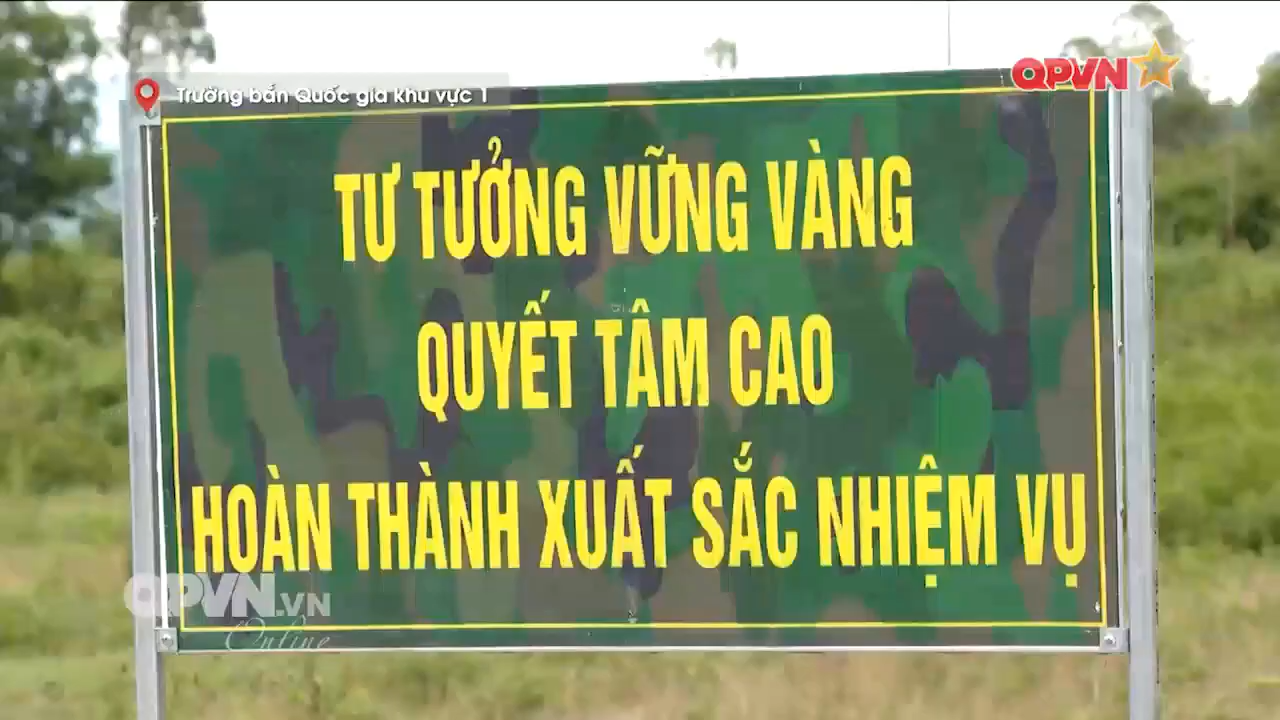 Trường bắn Quốc gia khu vực 1
QPVN
TƯ TƯỞNG VỮNG VÀNG
QUYẾT TÂM CAO
HOÀN THÀNH XUẤT SẮC NHIỆM VỤ
QPVN.VN
Online